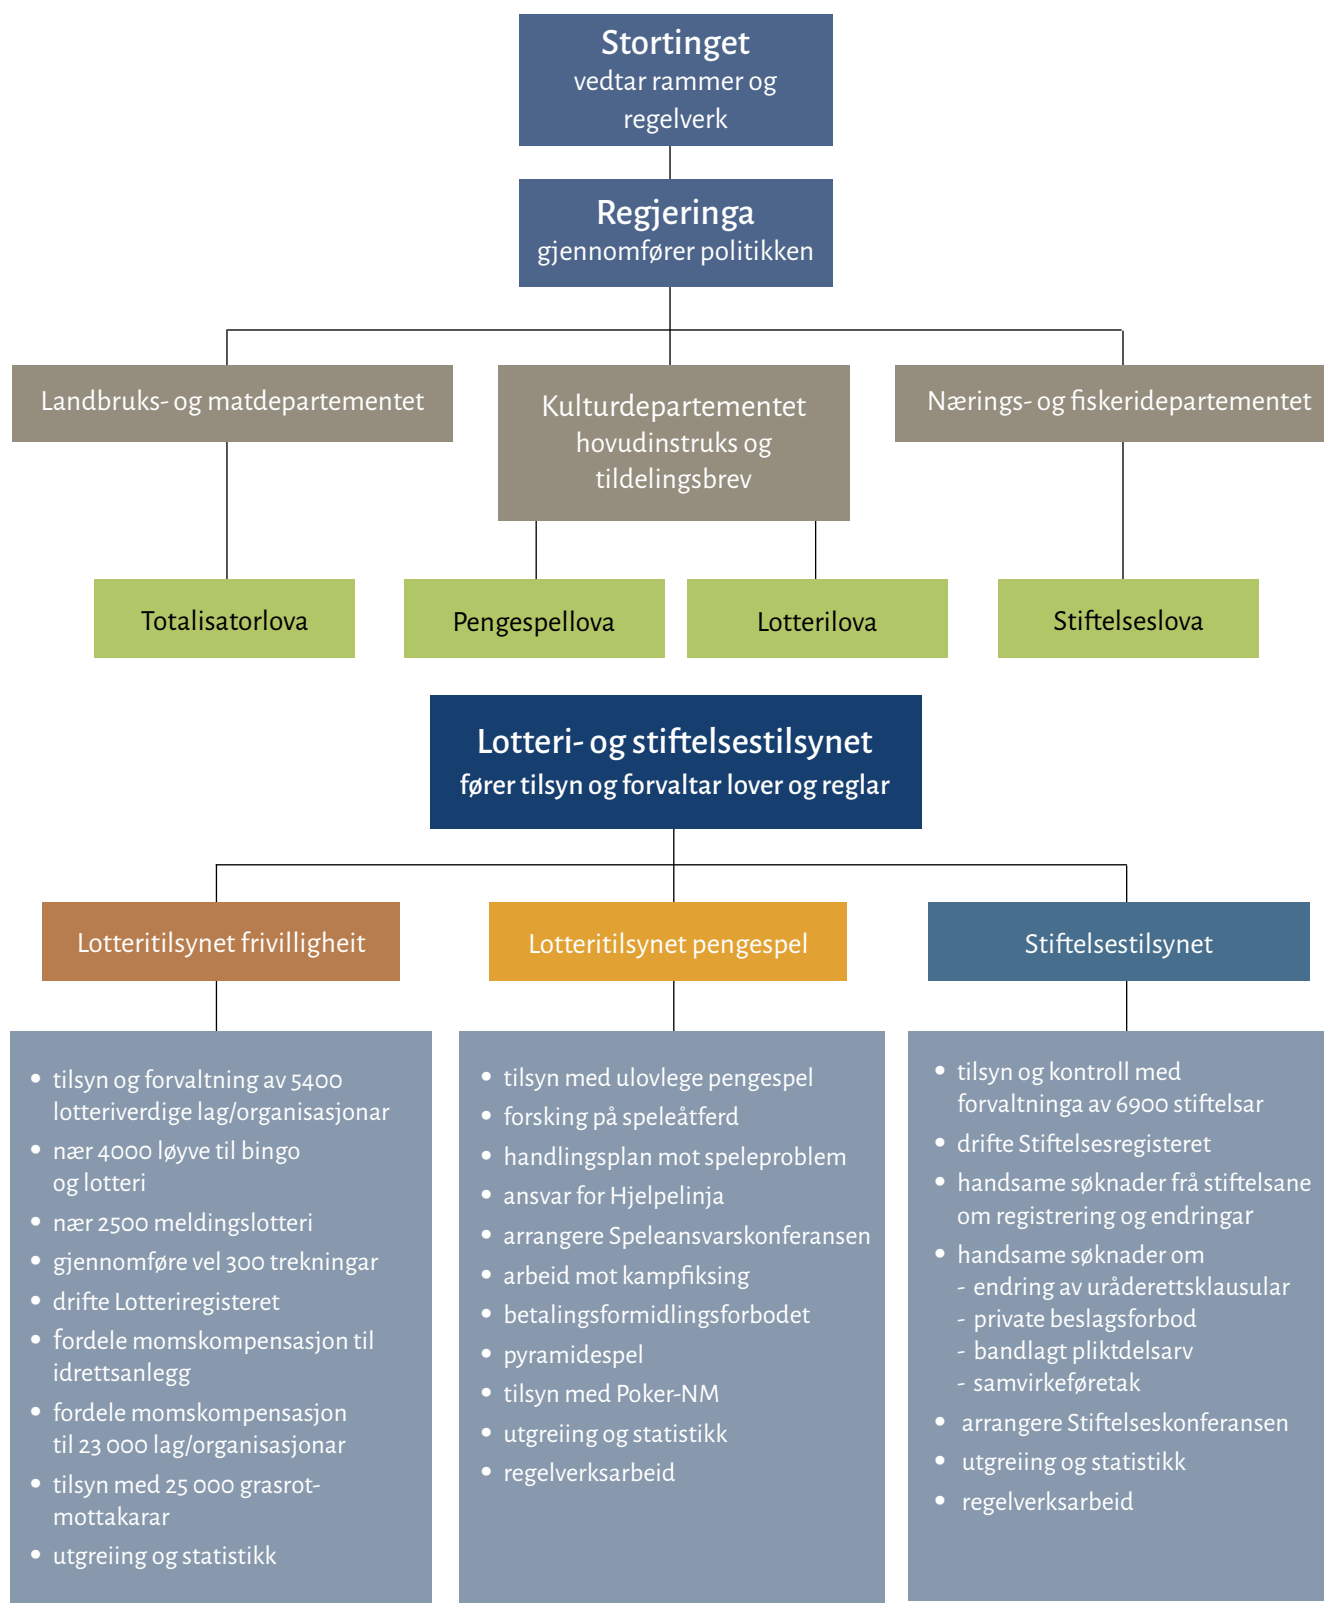 Stortinget
vedtar rammer og
regelverk
Regjeringa
gjennomfører politikken
Landbruks- og matdepartementet
Kulturdepartementet
hovudinstruks og
tildelingsbrev
Nærings- og fiskeridepartementet
Totalisatorlova
Pengespellova
Lotterilova
Stiftelseslova
Lotteri- og stiftelsestilsynet
fører tilsyn og forvaltar lover og reglar
Lotteritilsynet frivilligheit
Lotteritilsynet pengespel
Stiftelsestilsynet
• tilsyn og forvaltning av 5400
lotteriverdige lag/organisasjonar
• nær 4000 løyve til bingo
og lotteri
• nær 2500 meldingslotteri
• gjennomføre vel 300 trekningar
• drifte Lotteriregisteret
• fordele momskompensasjon til
idrettsanlegg
• fordele momskompensasjon
til 23 000 lag/organisasjonar
• tilsyn med 25 000 grasrot-
mottakarar
• utgreiing og statistikk
• tilsyn med ulovlege pengespel
• forsking på speleåtferd
• handlingsplan mot speleproblem
• ansvar for Hjelpelinja
• arrangere Speleansvarskonferansen
• arbeid mot kampfiksing
• betalingsformidlingsforbodet
• pyramidespel
• tilsyn med Poker-NM
• utgreiing og statistikk
• regelverksarbeid
• tilsyn og kontroll med
forvaltninga av 6900 stiftelsar
• drifte Stiftelsesregisteret
• handsame søknader frå stiftelsane
om registrering og endringar
• handsame søknader om
- endring av uråderettsklausular
- private beslagsforbod
- bandlagt pliktdelsarv
- samvirkeføretak
• arrangere Stiftelseskonferansen
• utgreiing og statistikk
• regelverksarbeid